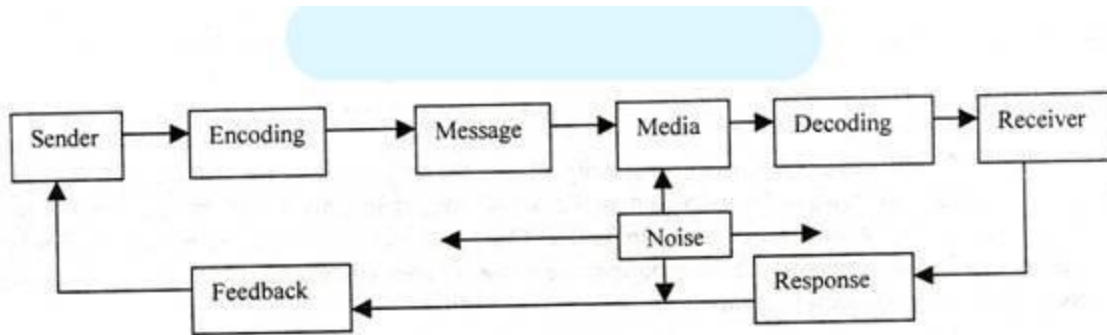 Sender
Encoding
Message
Media
Decoding
Receiver
Noise
Feedback
Response